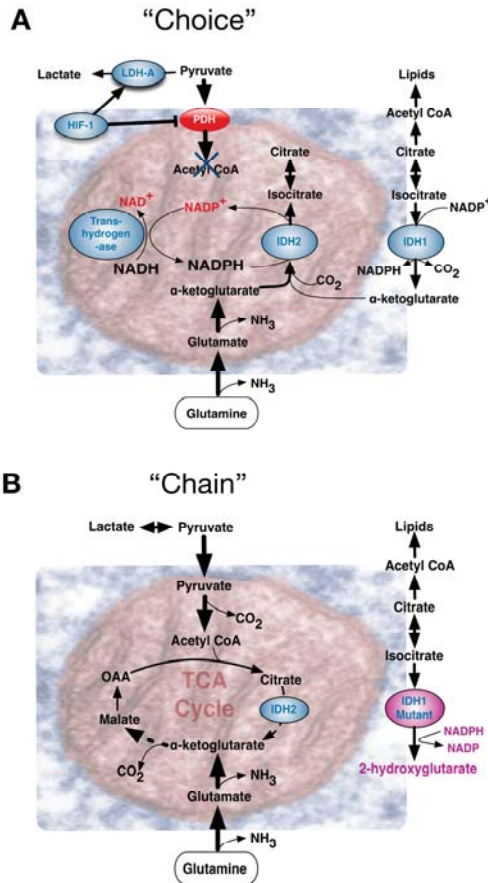 A
"Choice"
Lactate
LDH-A
Pyruvate
Lipids
HIF-1
PDH
Acetyl CoA
Acetyl CoA
Citrate
Citrate
Isocitrate
Isocitrate
NAD+
NADP+
NADP+
Trans-
hydrogen
-ase
IDH2
IDH1
NADH
NADPH
CO2
NADPH
CO2
α-ketoglutarate
α-ketoglutarate
NH3
Glutamate
NH3
Glutamine
B
"Chain"
Lactate
Pyruvate
Lipids
Acetyl CoA
Pyruvate
CO2
Citrate
Acetyl CoA
OAA
TCA
Cycle
Citrate
Isocitrate
IDH2
IDH1
Mutant
Malate
α-ketoglutarate
NADPH
NADP
CO2
NH3
2-hydroxyglutarate
Glutamate
NH3
Glutamine